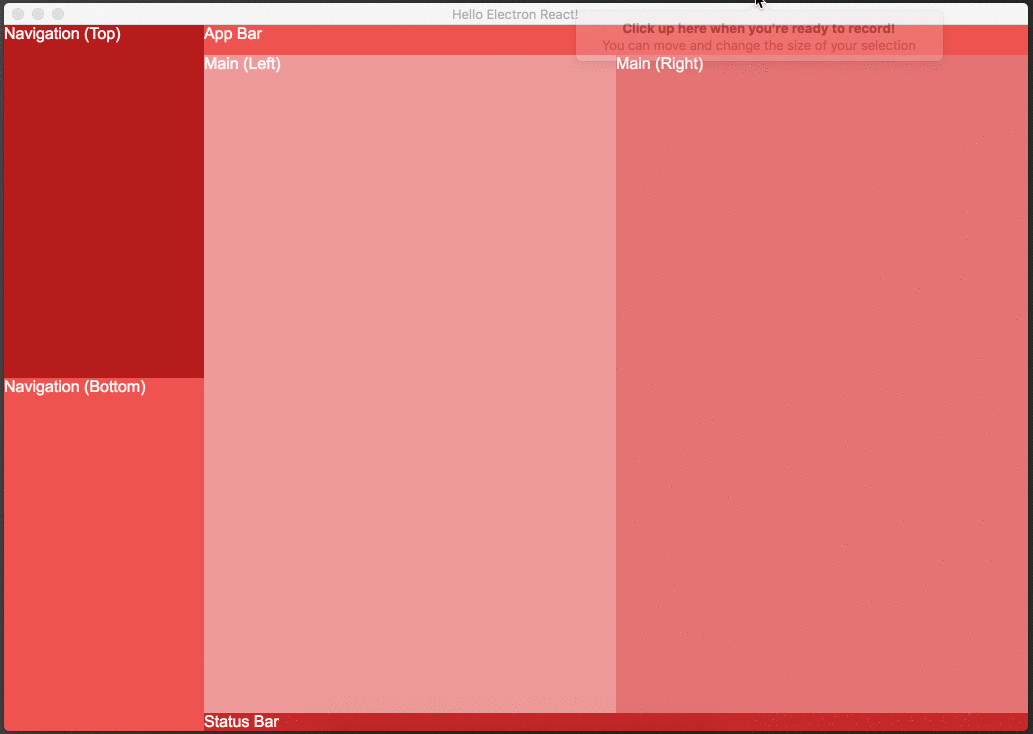 Hello Electron React!
Click up here when you're ready to record!
You can move and change the size of your selection
Navigation (Top)
App Bar
Main (Left)
Main (Right)
Navigation (Bottom)
Status Bar